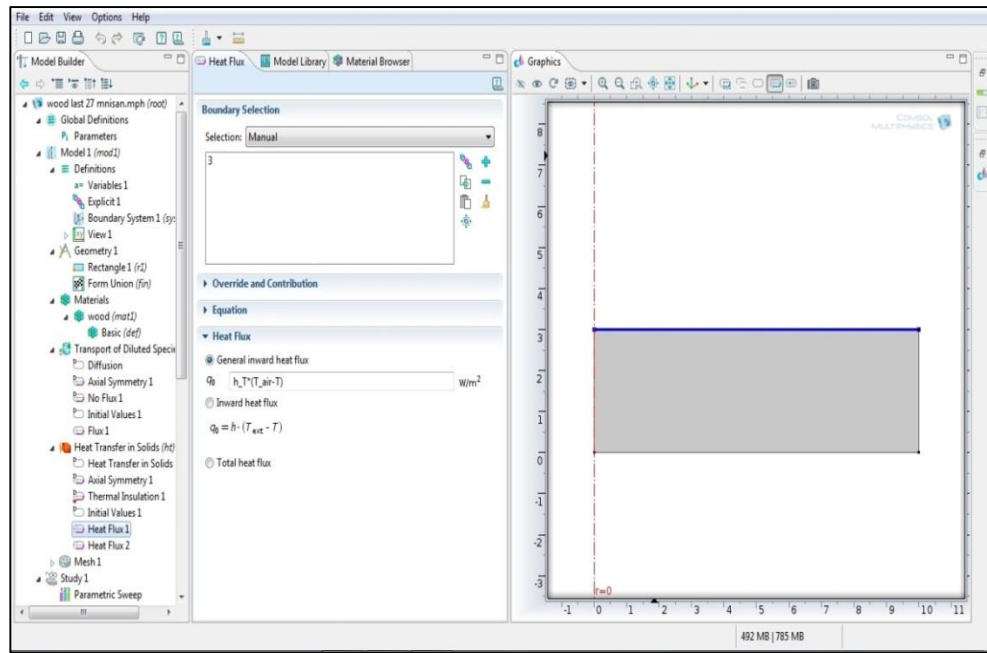 File Edit View Options Help
Model Builder
wood last 27 mnisan.mph (root)
Global Definitions
Parameters
Model 1 (mod1)
Definitions
a= Variables 1
Explicit 1
Boundary System 1 (sys
View 1
Geometry 1
Rectangle 1 (r1)
Form Union (fin)
Materials
wood (mat1)
Basic (def)
Transport of Diluted Specie
Diffusion
Axial Symmetry 1
No Flux 1
Initial Values 1
Flux 1
Heat Transfer in Solids (ht)
Heat Transfer in Solids
Axial Symmetry 1
Thermal Insulation 1
Initial Values 1
Heat Flux 1
Heat Flux 2
Mesh 1
Study 1
Parametric Sweep
Heat Flux Model Library Material Browser
Boundary Selection
Selection: Manual
3
Override and Contribution
Equation
Heat Flux
General inward heat flux
q0 h_T*(T_air-T) W/m²
Inward heat flux
q0 = h·(Text - T)
Total heat flux
Graphics
COMSOL
MULTIPHYSICS
8
7
6
5
4
3
2
1
0
-1
-2
-3
r=0
-1 0 1 2 3 4 5 6 7 8 9 10 11
492 MB | 785 MB